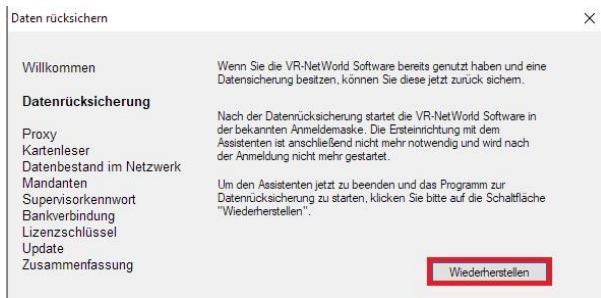 Daten rücksichern
Willkommen
Datenrücksicherung
Proxy
Kartenleser
Datenbestand im Netzwerk
Mandanten
Supervisorkennwort
Bankverbindung
Lizenzschlüssel
Update
Zusammenfassung
Wenn Sie die VR-NetWorld Software bereits genutzt haben und eine
Datensicherung besitzen, können Sie diese jetzt zurück sichern.
Nach der Datenrücksicherung startet die VR-NetWorld Software in
der bekannten Anmeldemaske. Die Ersteinrichtung mit dem
Assistenten ist anschließend nicht mehr notwendig und wird nach
der Anmeldung nicht mehr gestartet.
Um den Assistenten jetzt zu beenden und das Programm zur
Datenrücksicherung zu starten, klicken Sie bitte auf die Schaltfläche
"Wiederherstellen".
Wiederherstellen